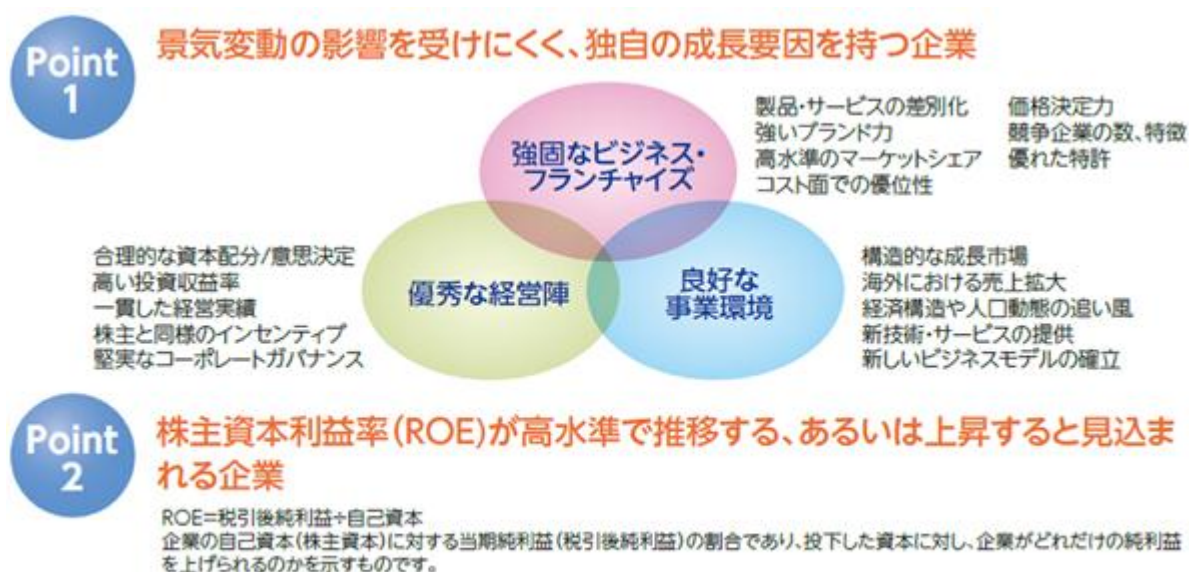 Point
1
景気変動の影響を受けにくく、独自の成長要因を持つ企業
強固なビジネス・
フランチャイズ
製品・サービスの差別化
強いブランド力
高水準のマーケットシェア
コスト面での優位性
価格決定力
競争企業の数、特徴
優れた特許
合理的な資本配分/意思決定
高い投資収益率
一貫した経営実績
株主と同様のインセンティブ
堅実なコーポレートガバナンス
優秀な経営陣
良好な
事業環境
構造的な成長市場
海外における売上拡大
経済構造や人口動態の追い風
新技術・サービスの提供
新しいビジネスモデルの確立
Point
2
株主資本利益率(ROE)が高水準で推移する、あるいは上昇すると見込ま
れる企業
ROE=税引後純利益÷自己資本
企業の自己資本(株主資本)に対する当期純利益(税引後純利益)の割合であり、投下した資本に対し、企業がどれだけの純利益
を上げられるのかを示すものです。